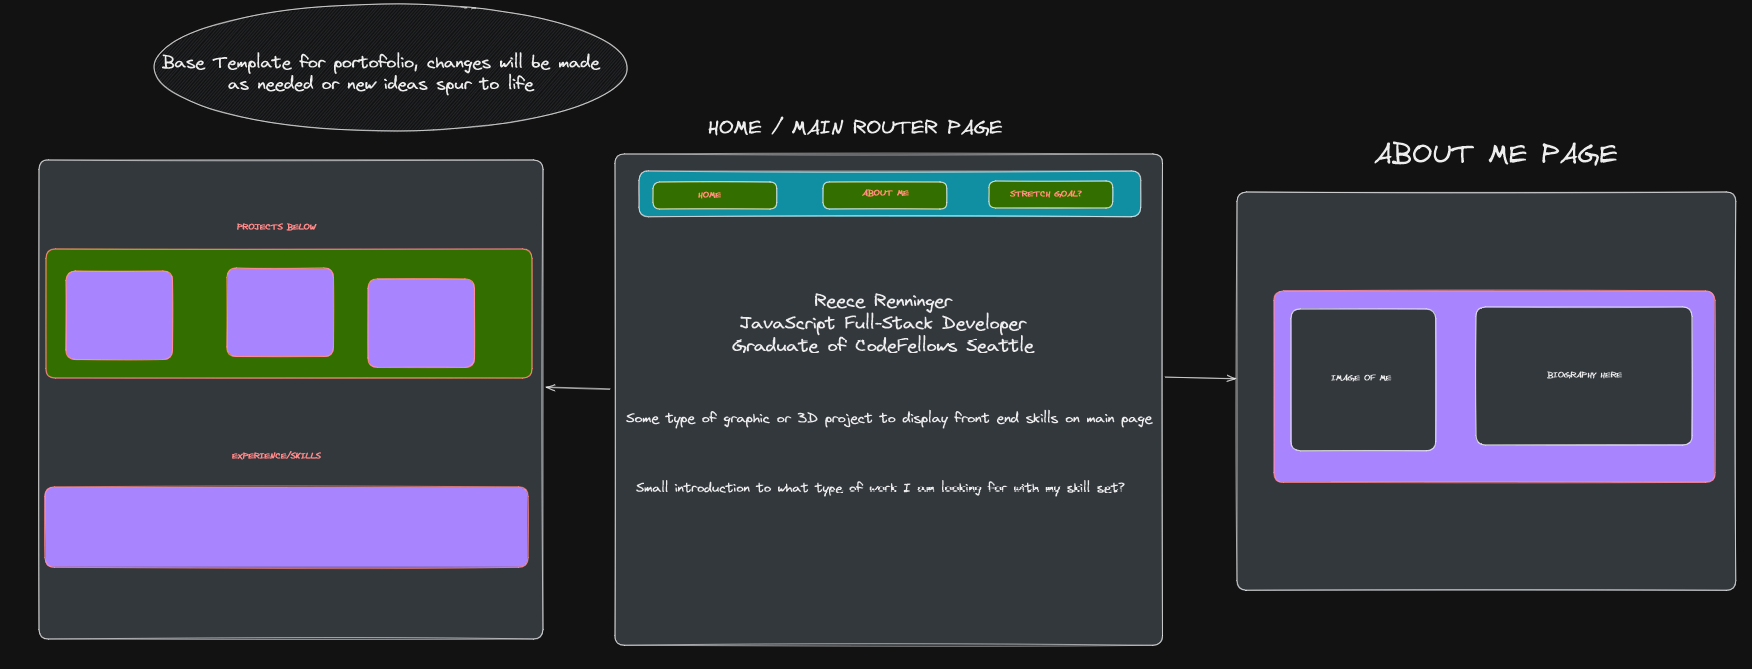 Base Template for portofolio, changes will be made
as needed or new ideas spur to life
PROJECTS BELOW
EXPERIENCE/SKILLS
HOME / MAIN ROUTER PAGE
HOME
ABOUT ME
STRETCH GOAL?
Reece Renninger
JavaScript Full-Stack Developer
Graduate of CodeFellows Seattle
Some type of graphic or 3D project to display front end skills on main page
Small introduction to what type of work I am looking for with my skill set?
ABOUT ME PAGE
IMAGE OF ME
BIOGRAPHY HERE